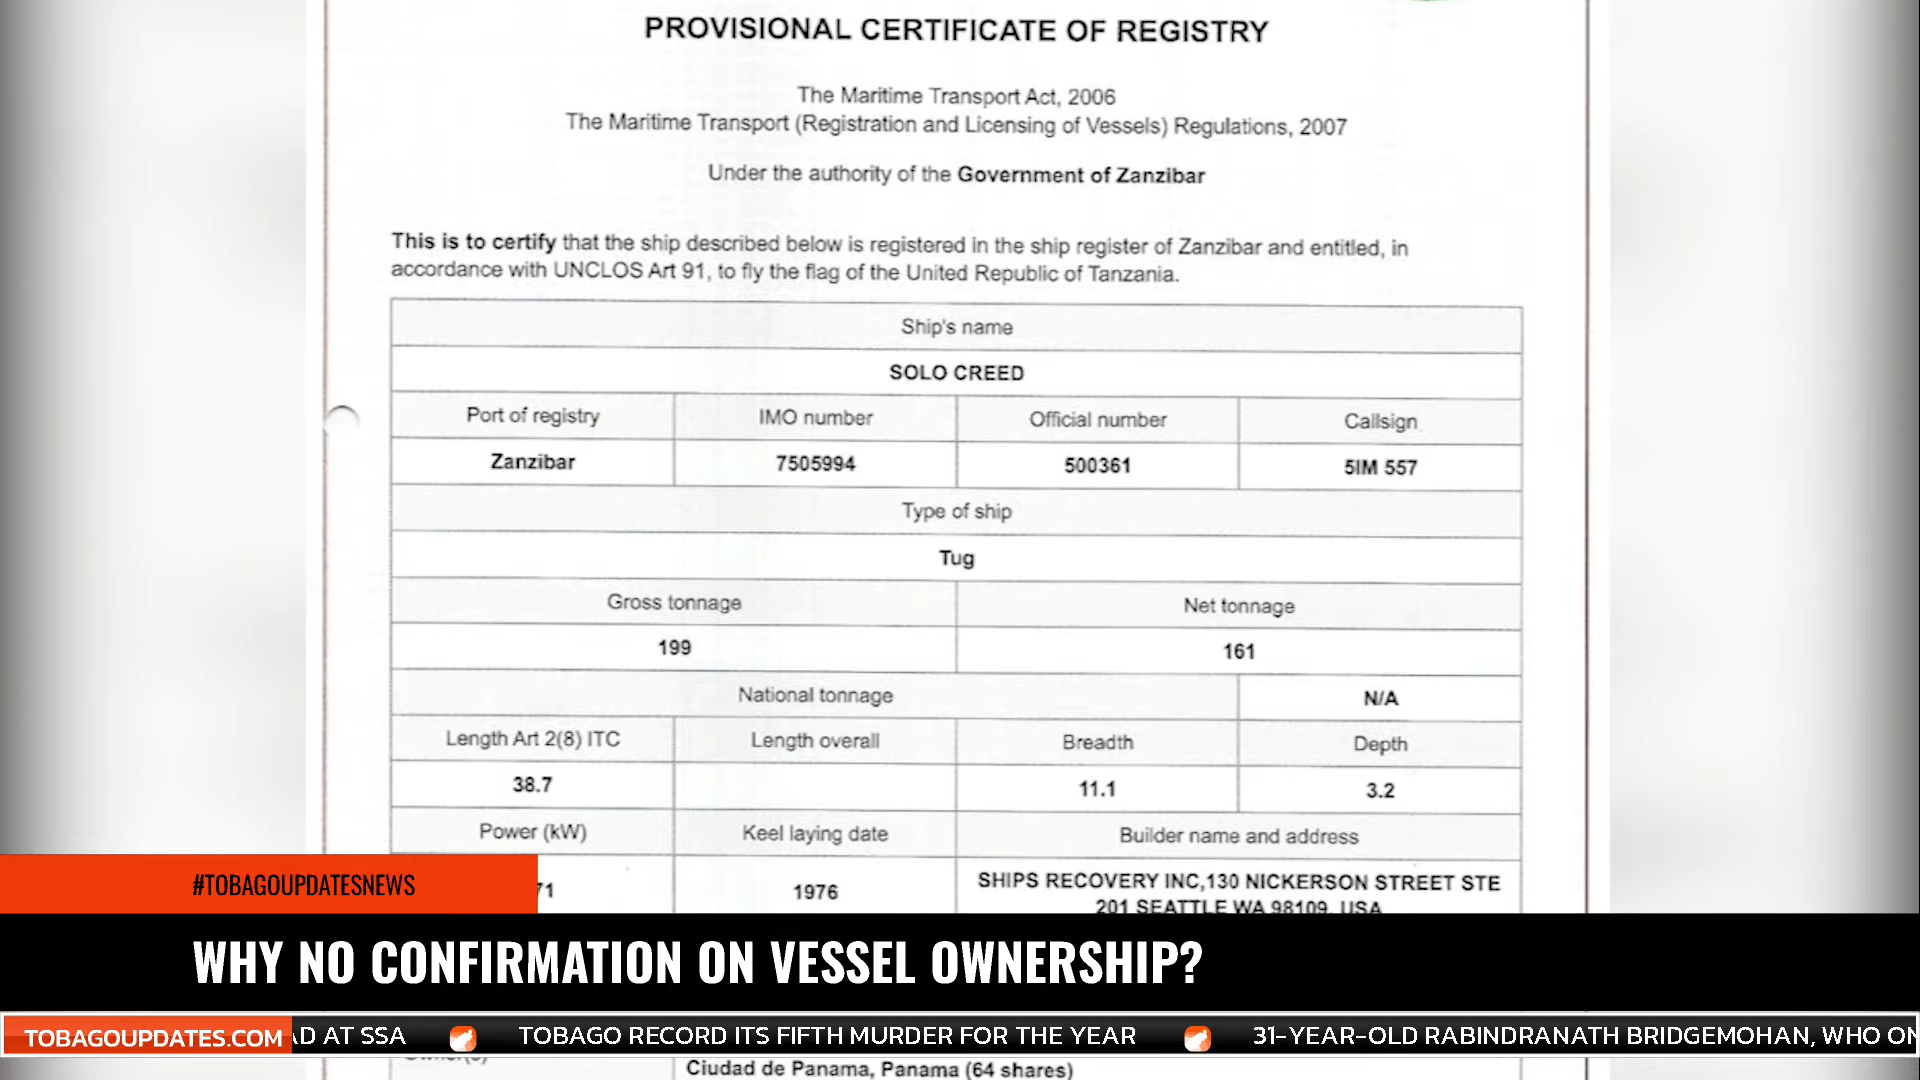 PROVISIONAL CERTIFICATE OF REGISTRY
The Maritime Transport Act, 2006
The Maritime Transport (Registration and Licensing of Vessels) Regulations, 2007
Under the authority of the Government of Zanzibar
This is to certify that the ship described below is registered in the ship register of Zanzibar and entitled, in
accordance with UNCLOS Art 91, to fly the flag of the United Republic of Tanzania.
Ship's name
SOLO CREED
Port of registry IMO number Official number Callsign
Zanzibar 7505994 500361 5IM 557
Type of ship
Tug
Gross tonnage Net tonnage
199 161
National tonnage N/A
Length Art 2(8) ITC Length overall Breadth Depth
38.7 11.1 3.2
Power (kW) Keel laying date Builder name and address
71 1976 SHIPS RECOVERY INC,130 NICKERSON STREET STE
201 SEATTLE WA 98109, USA
#TOBAGOUPDATESNEWS
WHY NO CONFIRMATION ON VESSEL OWNERSHIP?
TOBAGOUPDATES.COM AD AT SSA TOBAGO RECORD ITS FIFTH MURDER FOR THE YEAR 31-YEAR-OLD RABINDRANATH BRIDGEMOHAN, WHO ON
Ciudad de Panama, Panama (64 shares)